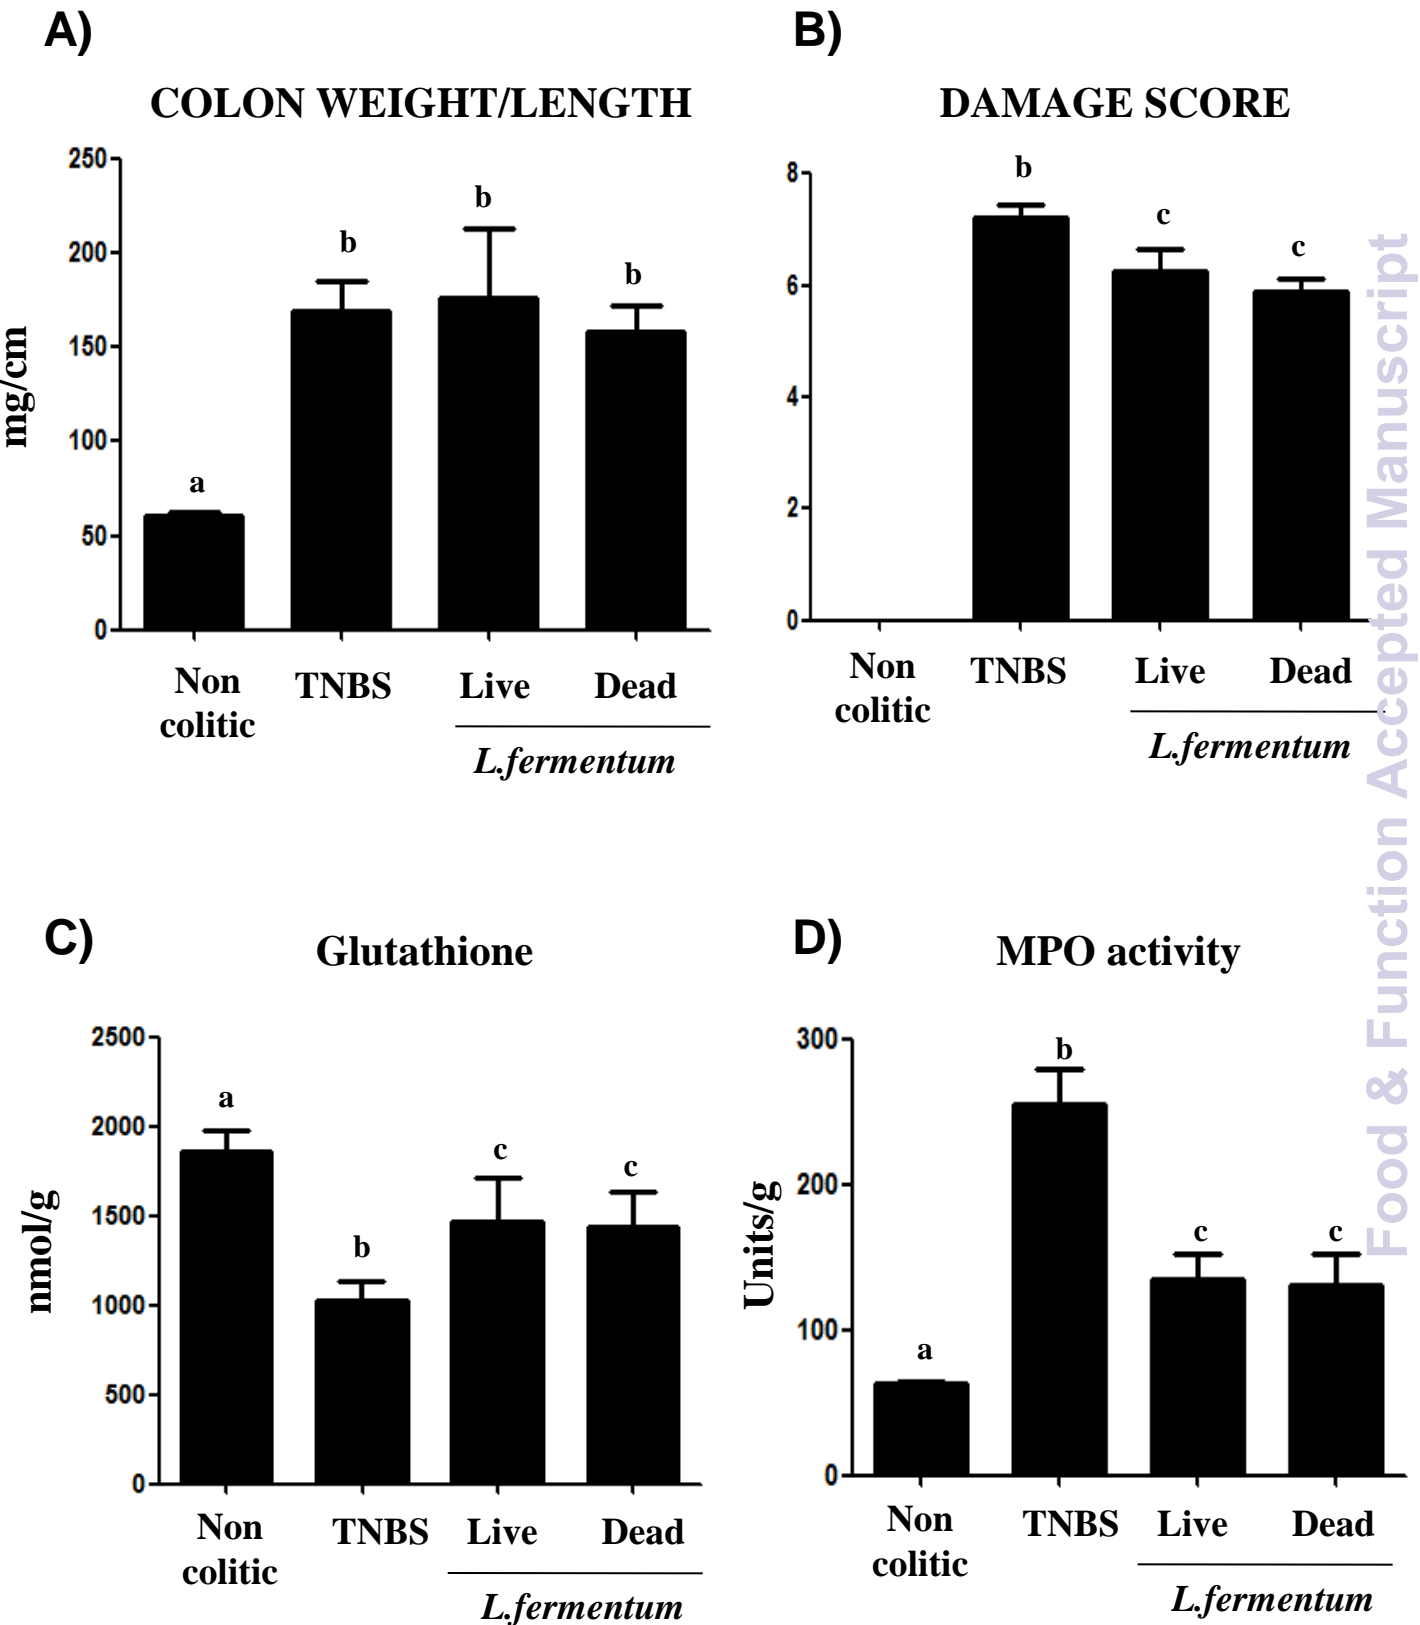 A)
COLON WEIGHT/LENGTH
mg/cm
250
200
150
100
50
0
a
b
b
b
Non
colitic
TNBS
Live
Dead
L.fermentum
B)
DAMAGE SCORE
8
6
4
2
0
b
c
c
Non
colitic
TNBS
Live
Dead
L.fermentum
C)
Glutathione
nmol/g
2500
2000
1500
1000
500
0
a
b
c
c
Non
colitic
TNBS
Live
Dead
L.fermentum
D)
MPO activity
Units/g
300
200
100
0
a
b
c
c
Non
colitic
TNBS
Live
Dead
L.fermentum
Food & Function Accepted Manuscript